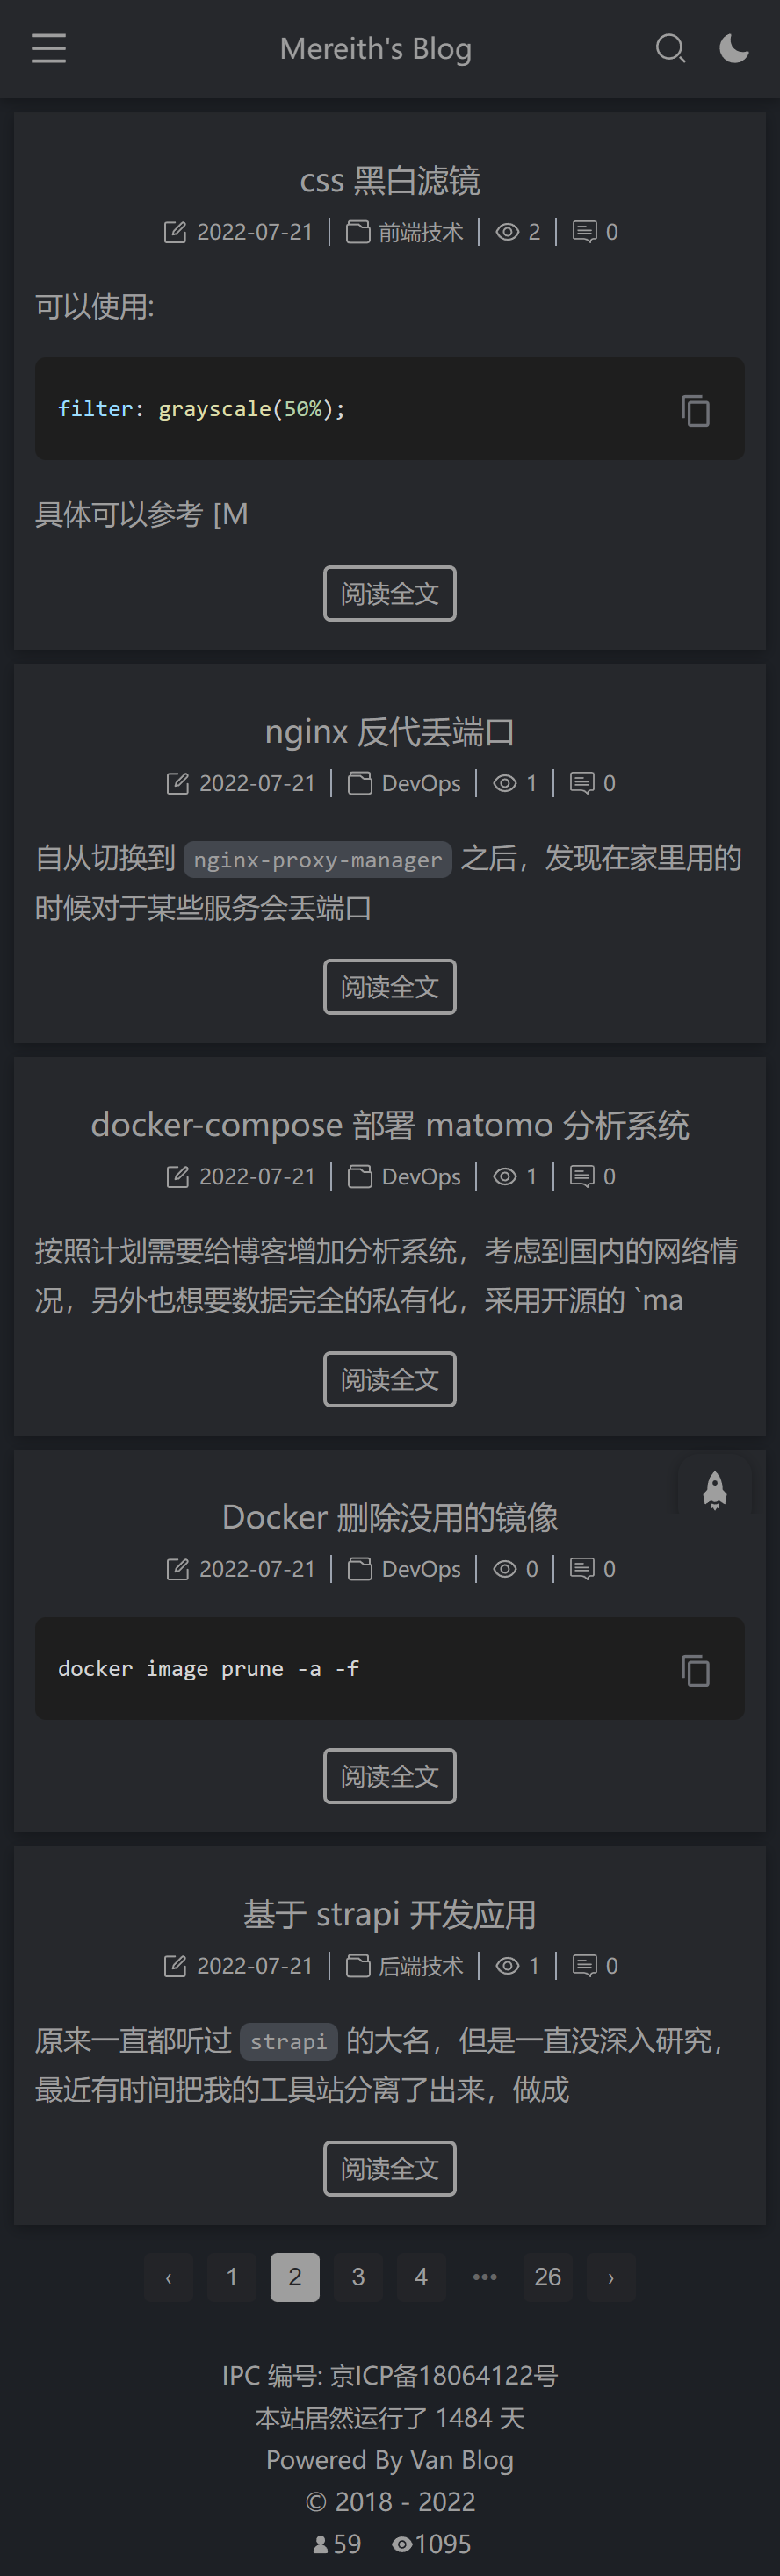 Mereith's Blog
css 黑白滤镜
2022-07-21 前端技术 2 0
可以使用:
filter: grayscale(50%);
具体可以参考 [M
阅读全文
nginx 反代丢端口
2022-07-21 DevOps 1 0
自从切换到 nginx-proxy-manager 之后，发现在家里用的
时候对于某些服务会丢端口
阅读全文
docker-compose 部署 matomo 分析系统
2022-07-21 DevOps 1 0
按照计划需要给博客增加分析系统，考虑到国内的网络情
况，另外也想要数据完全的私有化，采用开源的 `ma
阅读全文
Docker 删除没用的镜像
2022-07-21 DevOps 0 0
docker image prune -a -f
阅读全文
基于 strapi 开发应用
2022-07-21 后端技术 1 0
原来一直都听过 strapi 的大名，但是一直没深入研究，
最近有时间把我的工具站分离了出来，做成
阅读全文
‹ 1 2 3 4 ••• 26 ›
IPC 编号: 京ICP备18064122号
本站居然运行了 1484 天
Powered By Van Blog
© 2018 - 2022
59 1095